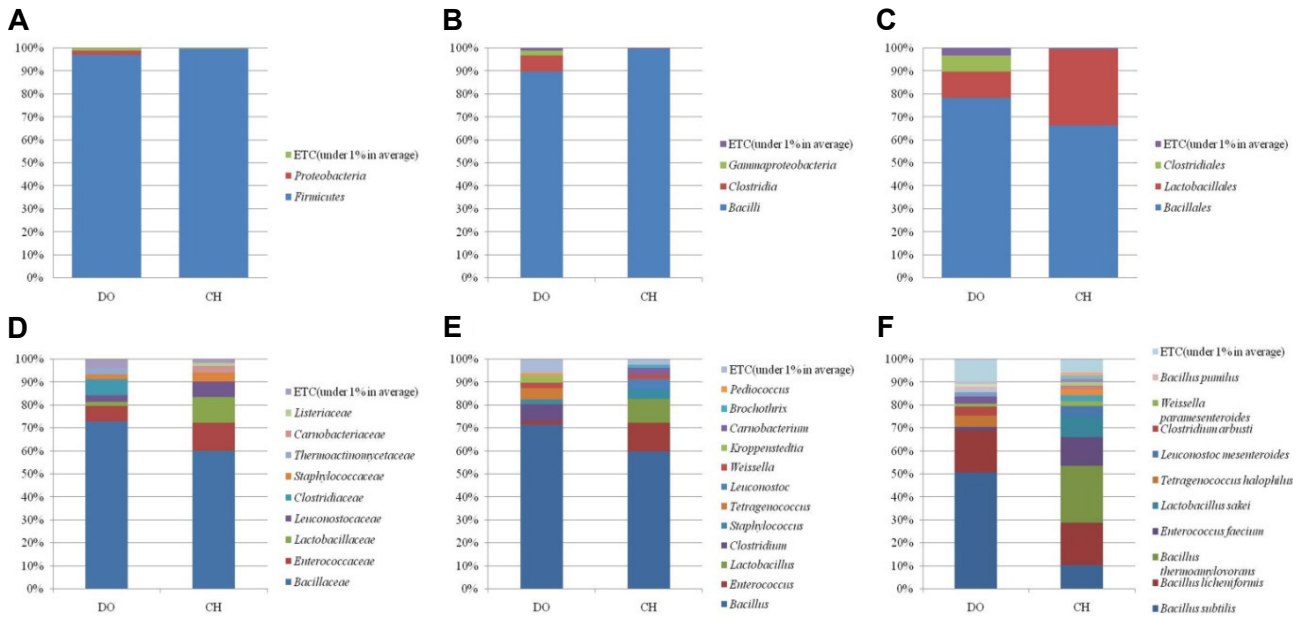 A
100%
90%
80%
70%
60%
50%
40%
30%
20%
10%
0%
DO
CH
ETC(under 1% in average)
Proteobacteria
Firmicutes
B
100%
90%
80%
70%
60%
50%
40%
30%
20%
10%
0%
DO
CH
ETC(under 1% in average)
Gammaproteobacteria
Clostridia
Bacilli
C
100%
90%
80%
70%
60%
50%
40%
30%
20%
10%
0%
DO
CH
ETC(under 1% in average)
Clostridiales
Lactobacillales
Bacillales
D
100%
90%
80%
70%
60%
50%
40%
30%
20%
10%
0%
DO
CH
ETC(under 1% in average)
Listeriaceae
Carnobacteriaceae
Thermoactinomycetaceae
Staphylococcaceae
Clostridiaceae
Leuconostocaceae
Lactobacillaceae
Enterococcaceae
Bacillaceae
E
100%
90%
80%
70%
60%
50%
40%
30%
20%
10%
0%
DO
CH
ETC(under 1% in average)
Pediococcus
Brochothrix
Carnobacterium
Kroppenstedtia
Weissella
Leuconostoc
Tetragenococcus
Staphylococcus
Clostridium
Lactobacillus
Enterococcus
Bacillus
F
100%
90%
80%
70%
60%
50%
40%
30%
20%
10%
0%
DO
CH
ETC(under 1% in average)
Bacillus pumilus
Weissella
paramesenteroides
Clostridium arbusti
Leuconostoc mesenteroides
Tetragenococcus halophilus
Lactobacillus sakei
Enterococcus faecium
Bacillus
thermoamylovorans
Bacillus licheniformis
Bacillus subtilis